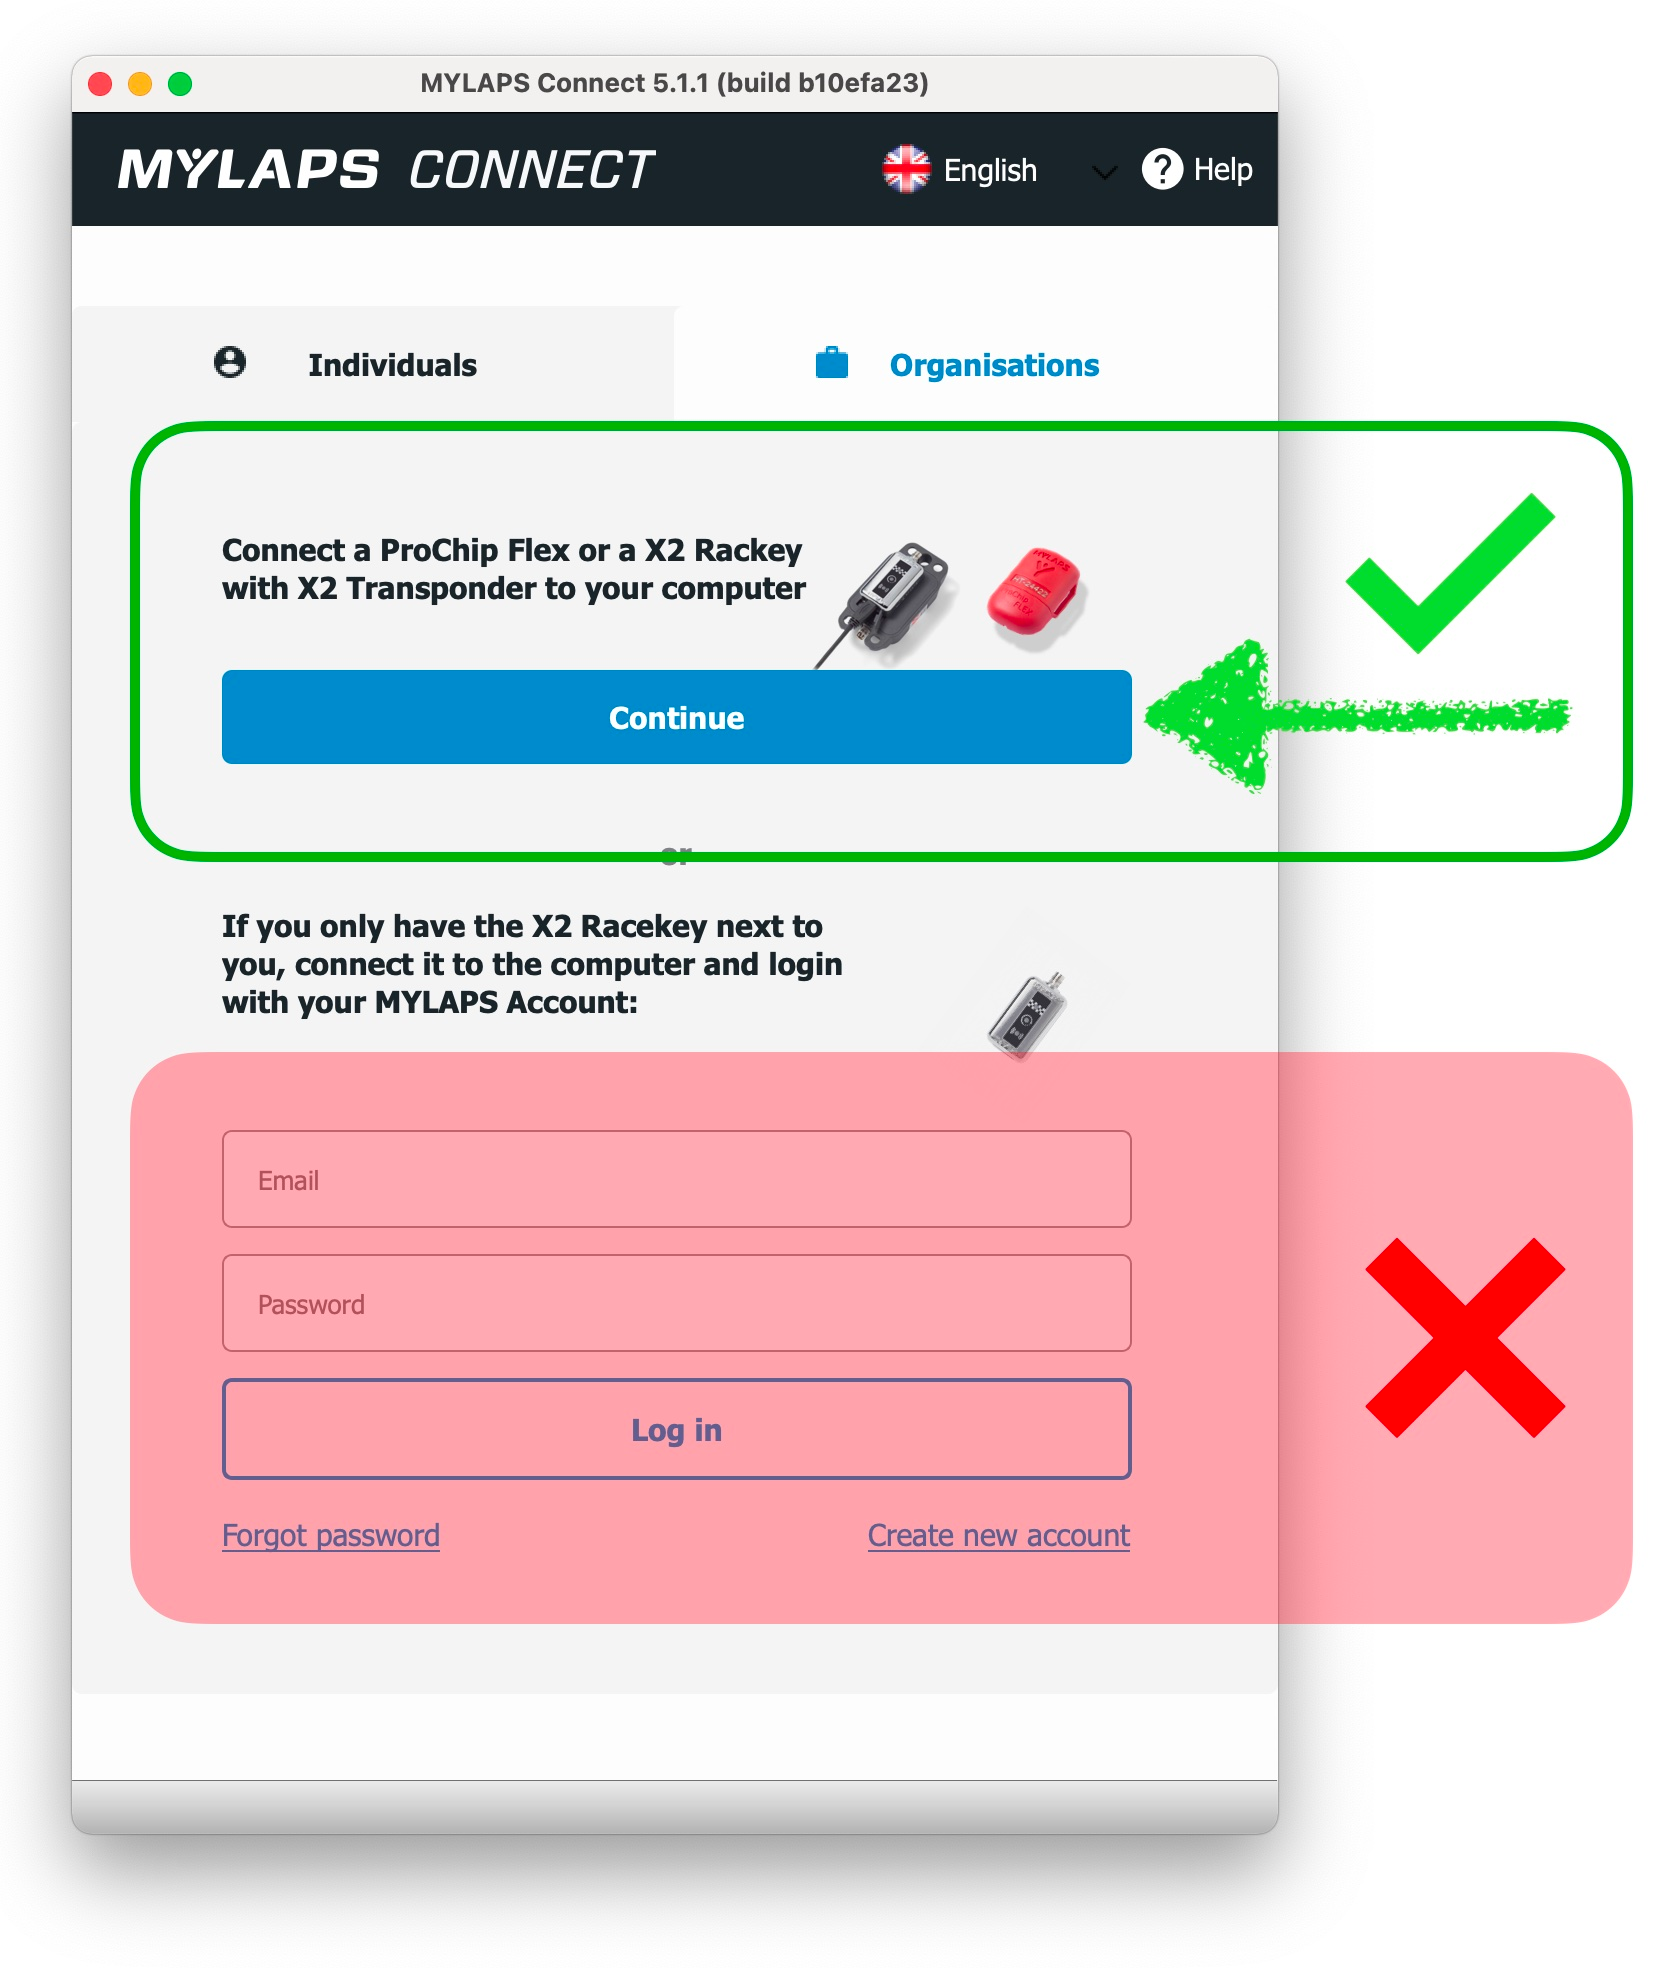 MYLAPS Connect 5.1.1 (build b10efa23)
MYLAPS CONNECT
English
Help
Individuals
Organisations
Connect a ProChip Flex or a X2 Rackey
with X2 Transponder to your computer
MYLAPS
FLEX
Continue
or
If you only have the X2 Racekey next to
you, connect it to the computer and login
with your MYLAPS Account:
Email
Password
Log in
Forgot password
Create new account